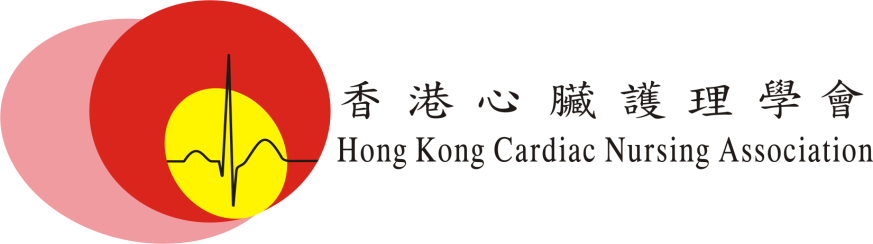 香港心臟護理學會
Hong Kong Cardiac Nursing Association